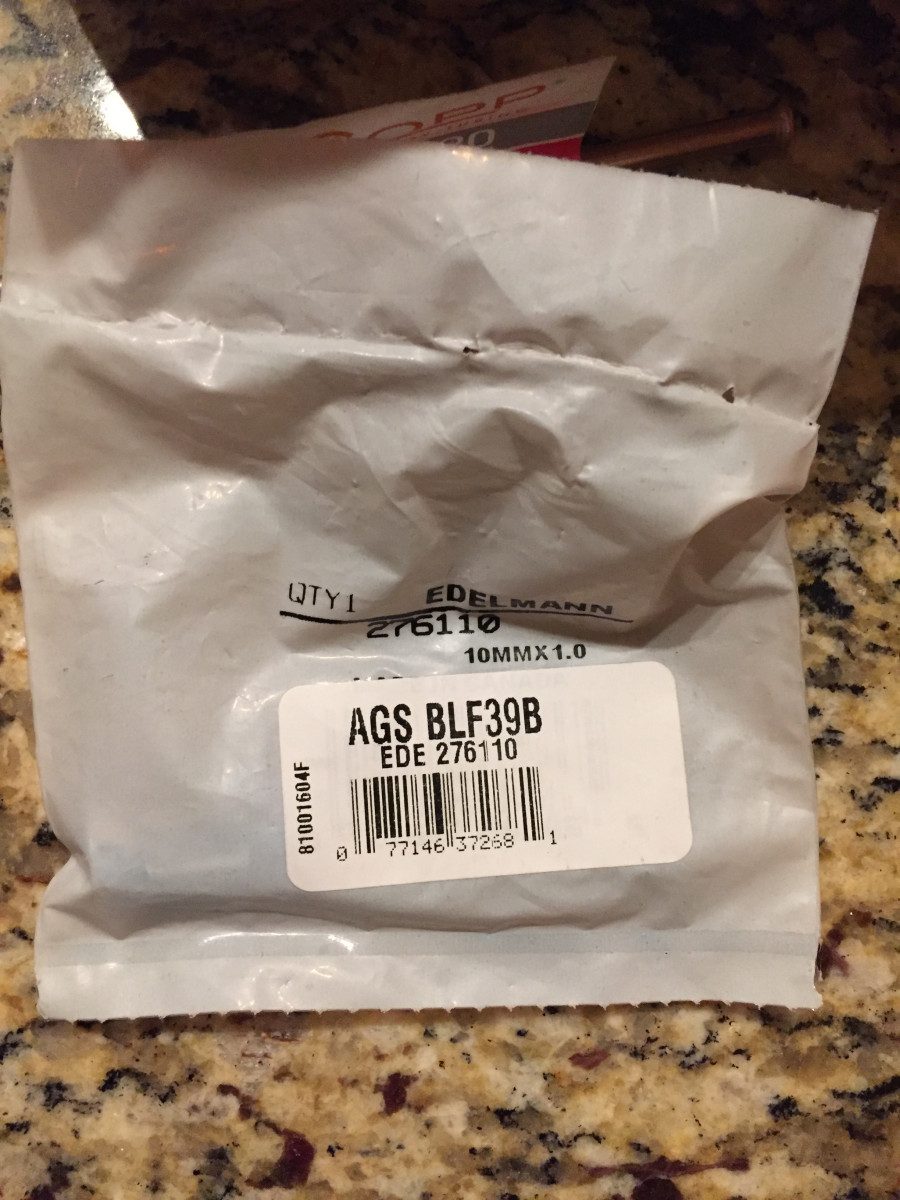 QTY1 EDELMANN
276110
10MMX1.0
AGS BLF39B
EDE 276110
81001604F
0 77146 37268 1